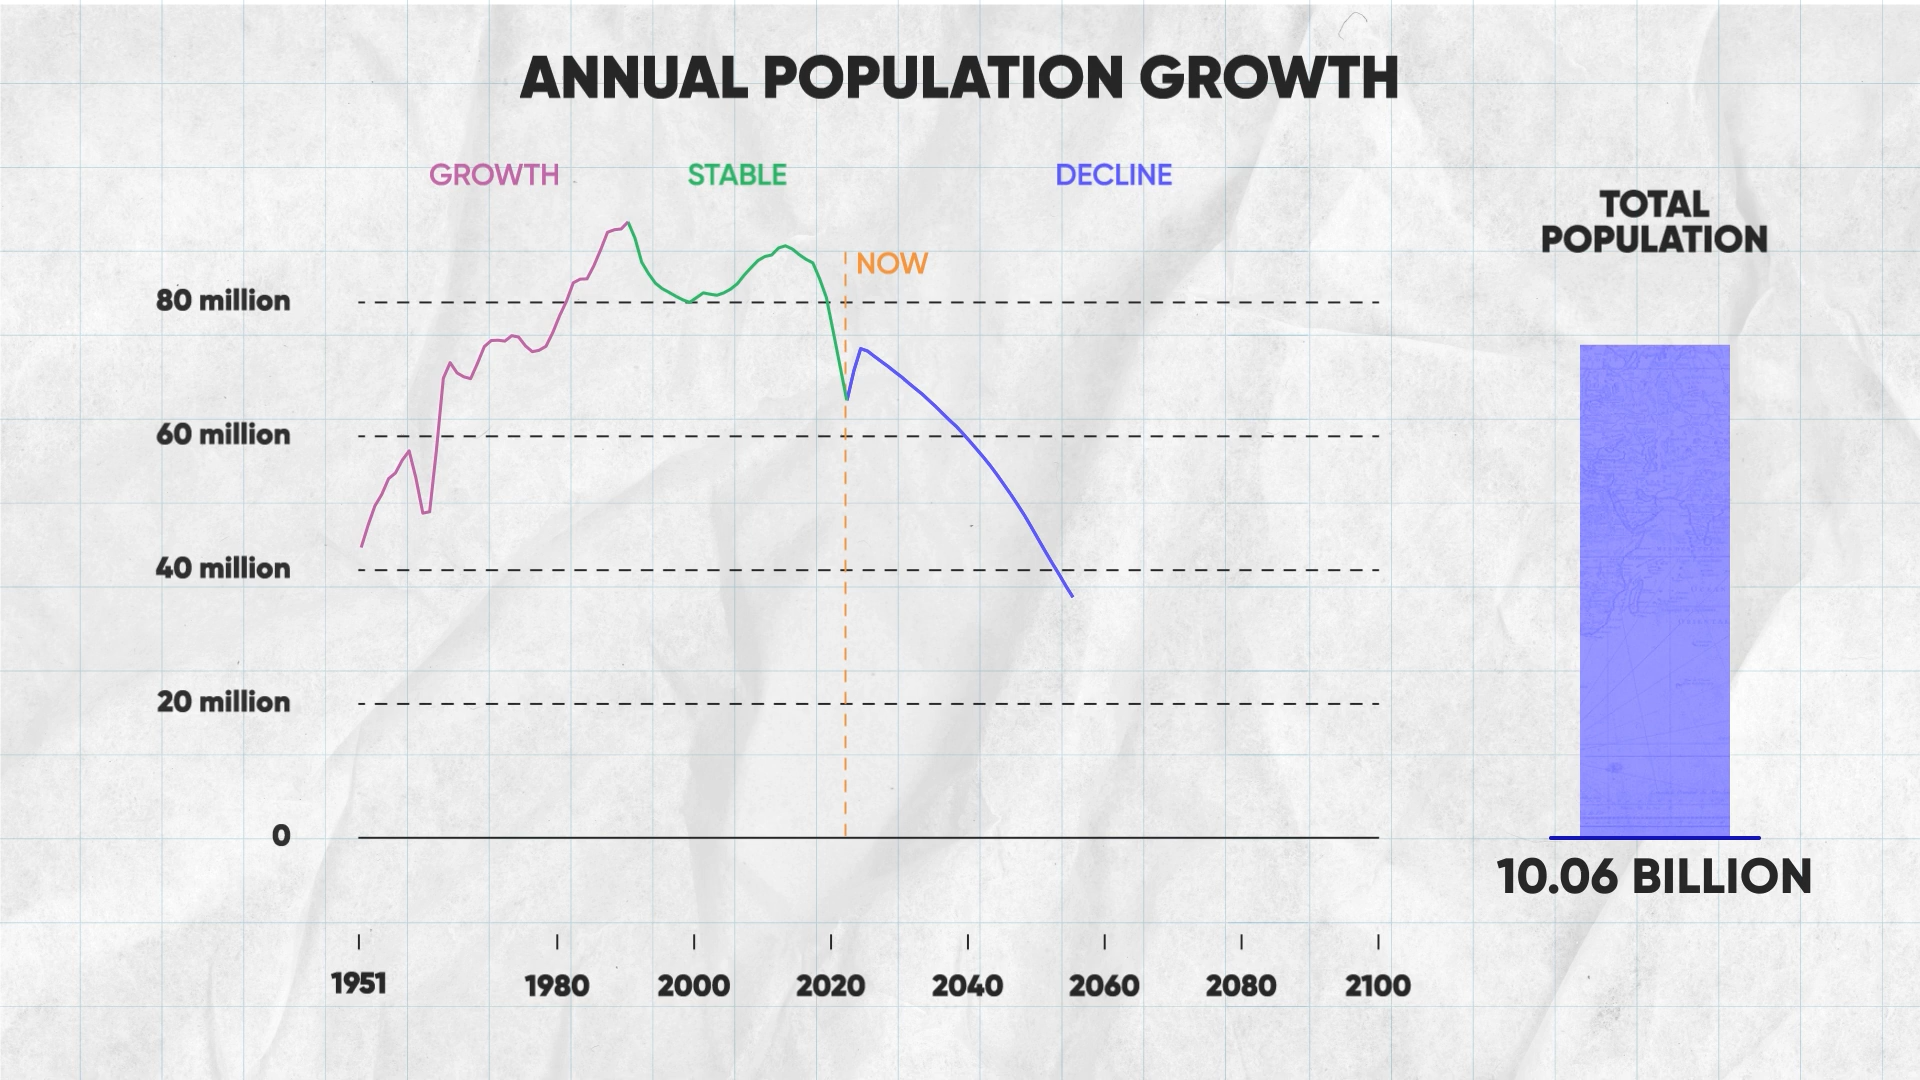 ANNUAL POPULATION GROWTH
GROWTH
STABLE
DECLINE
TOTAL
POPULATION
NOW
80 million
60 million
40 million
20 million
0
10.06 BILLION
1951
1980
2000
2020
2040
2060
2080
2100